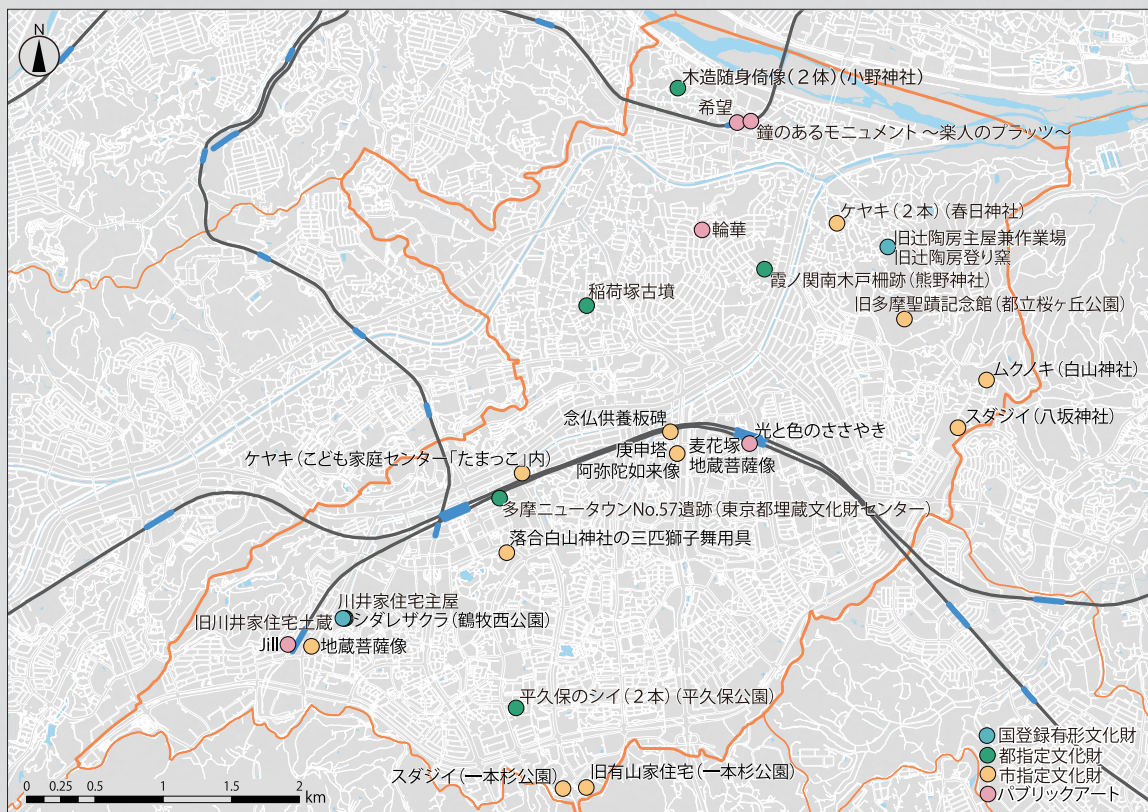 N
木造随身倚像（２体）（小野神社）
希望
鐘のあるモニュメント ～楽人のプラッツ～
ケヤキ（２本）（春日神社）
輪華
旧辻陶房主屋兼作業場
旧辻陶房登り窯
霞ノ関南木戸柵跡（熊野神社）
稲荷塚古墳
旧多摩聖蹟記念館（都立桜ヶ丘公園）
ムクノキ（白山神社）
スダジイ（八坂神社）
念仏供養板碑
光と色のささやき
庚申塔
麦花塚
阿弥陀如来像
地蔵菩薩像
ケヤキ（こども家庭センター「たまっこ」内）
多摩ニュータウンNo.57遺跡（東京都埋蔵文化財センター）
落合白山神社の三匹獅子舞用具
川井家住宅主屋
旧川井家住宅土蔵
シダレザクラ（鶴牧西公園）
Jill
地蔵菩薩像
平久保のシイ（２本）（平久保公園）
スダジイ（一本杉公園）
旧有山家住宅（一本杉公園）
国登録有形文化財
都指定文化財
市指定文化財
パブリックアート
0 0.25 0.5 1 1.5 2 km